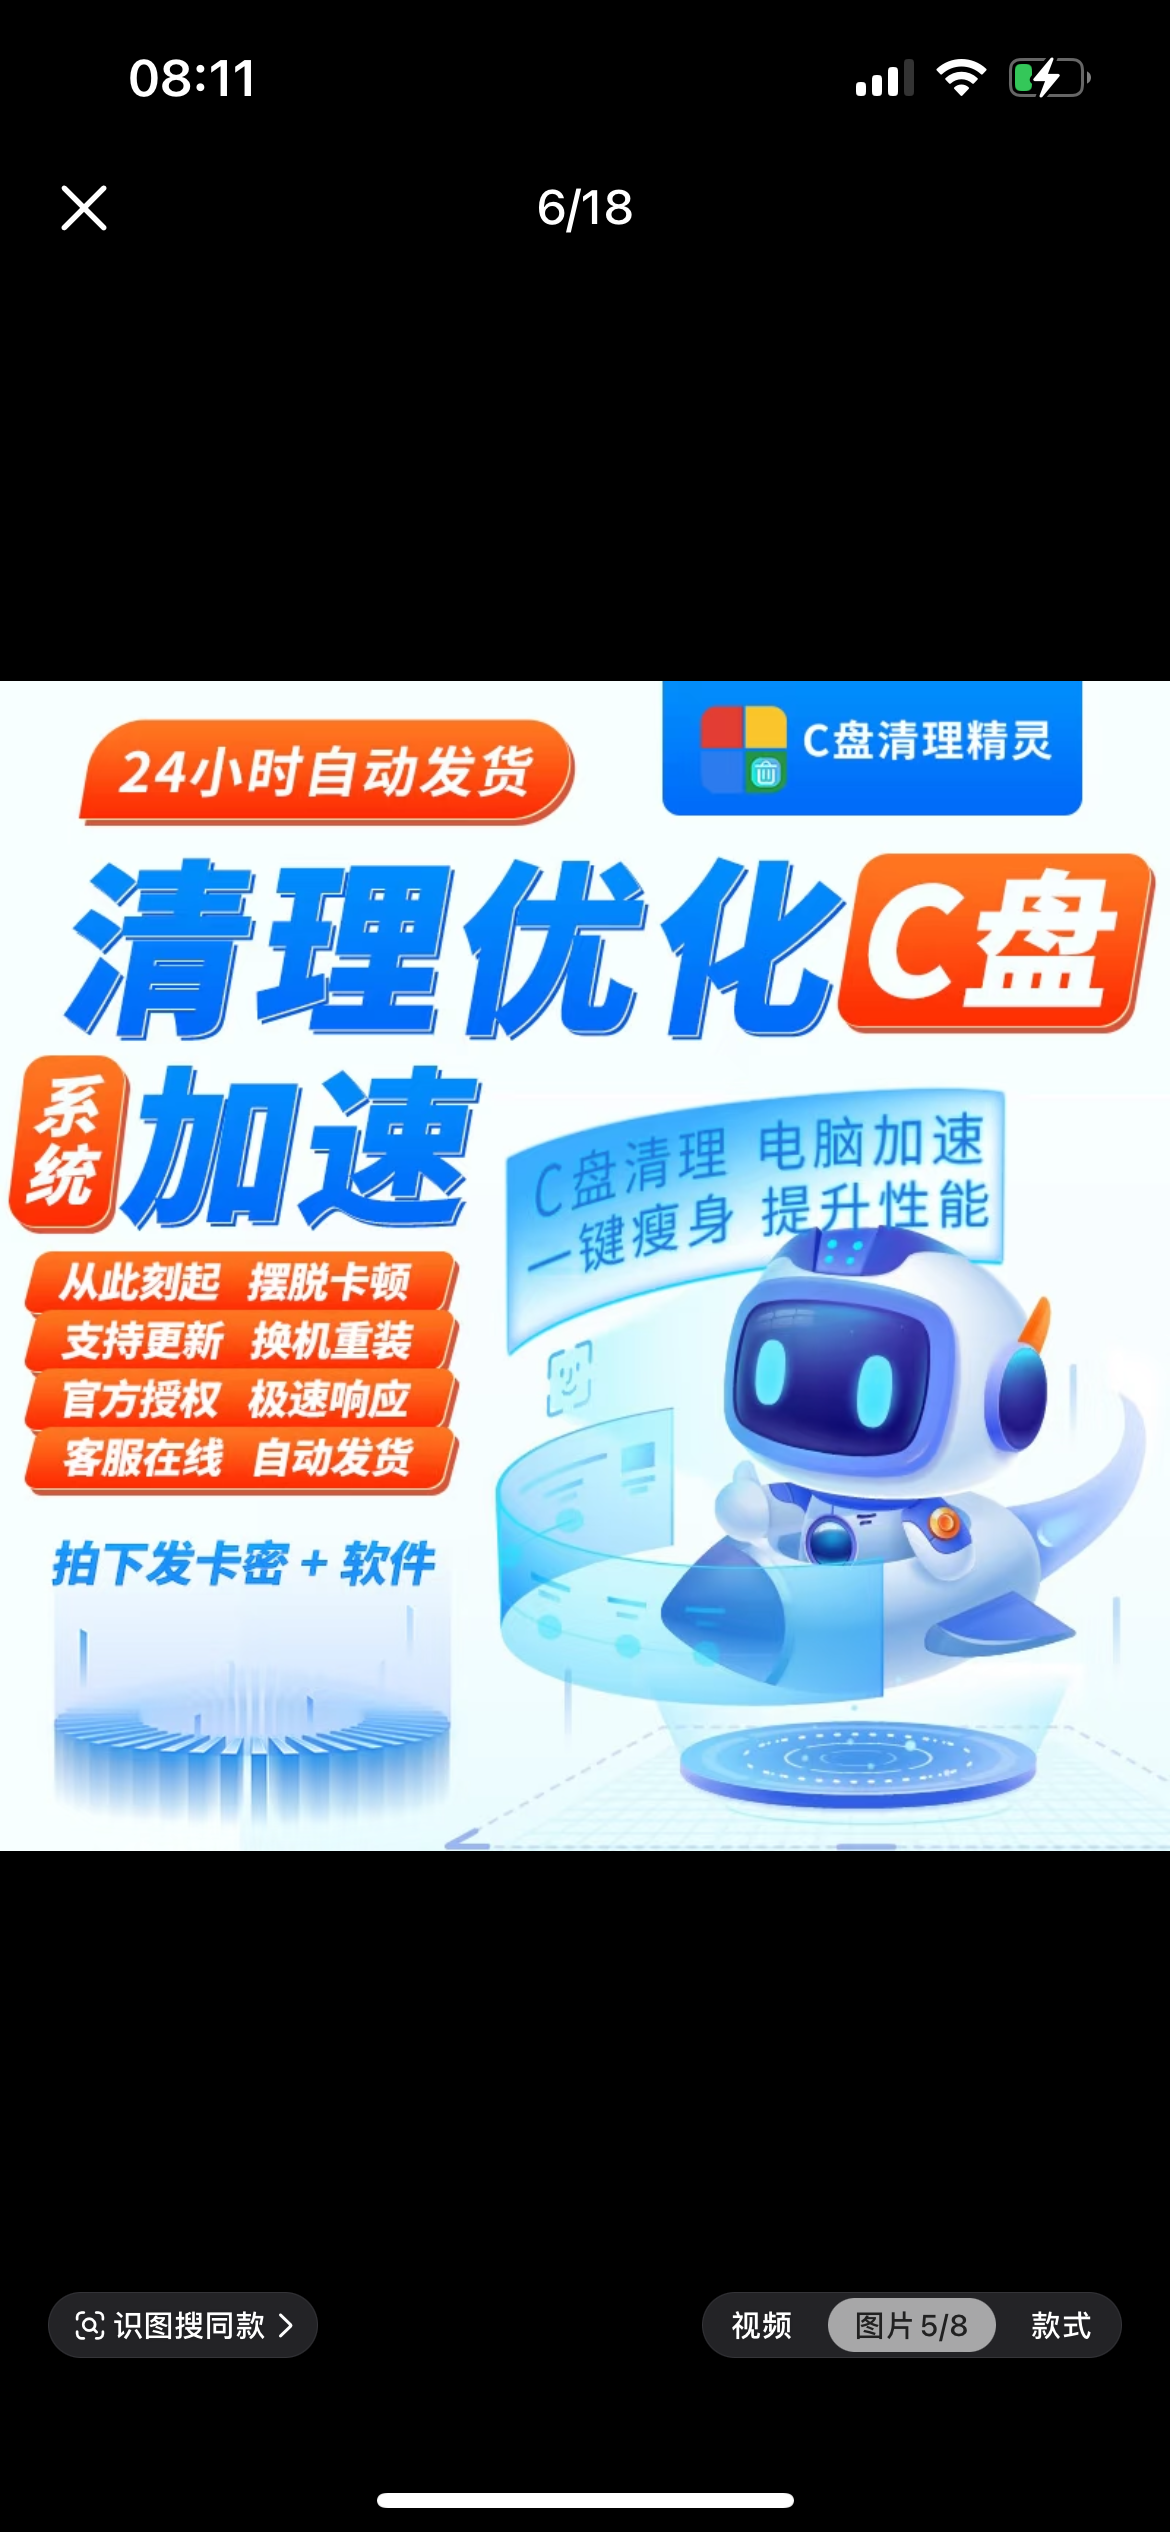 08:11
6/18
24小时自动发货
C盘清理精灵
清理优化C盘
系统加速
C盘清理 电脑加速
一键瘦身 提升性能
从此刻起 摆脱卡顿
支持更新 换机重装
官方授权 极速响应
客服在线 自动发货
拍下发卡密 + 软件
识图搜同款
视频 图片 5/8 款式